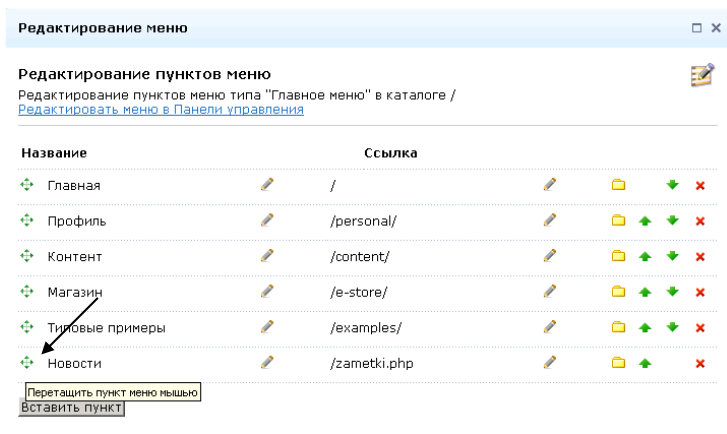 Редактирование меню
Редактирование пунктов меню
Редактирование пунктов меню типа "Главное меню" в каталоге /
Редактировать меню в Панели управления
Название Ссылка
Главная /
Профиль /personal/
Контент /content/
Магазин /e-store/
Типовые примеры /examples/
Новости /zametki.php
Перетащить пункт меню мышью
Вставить пункт